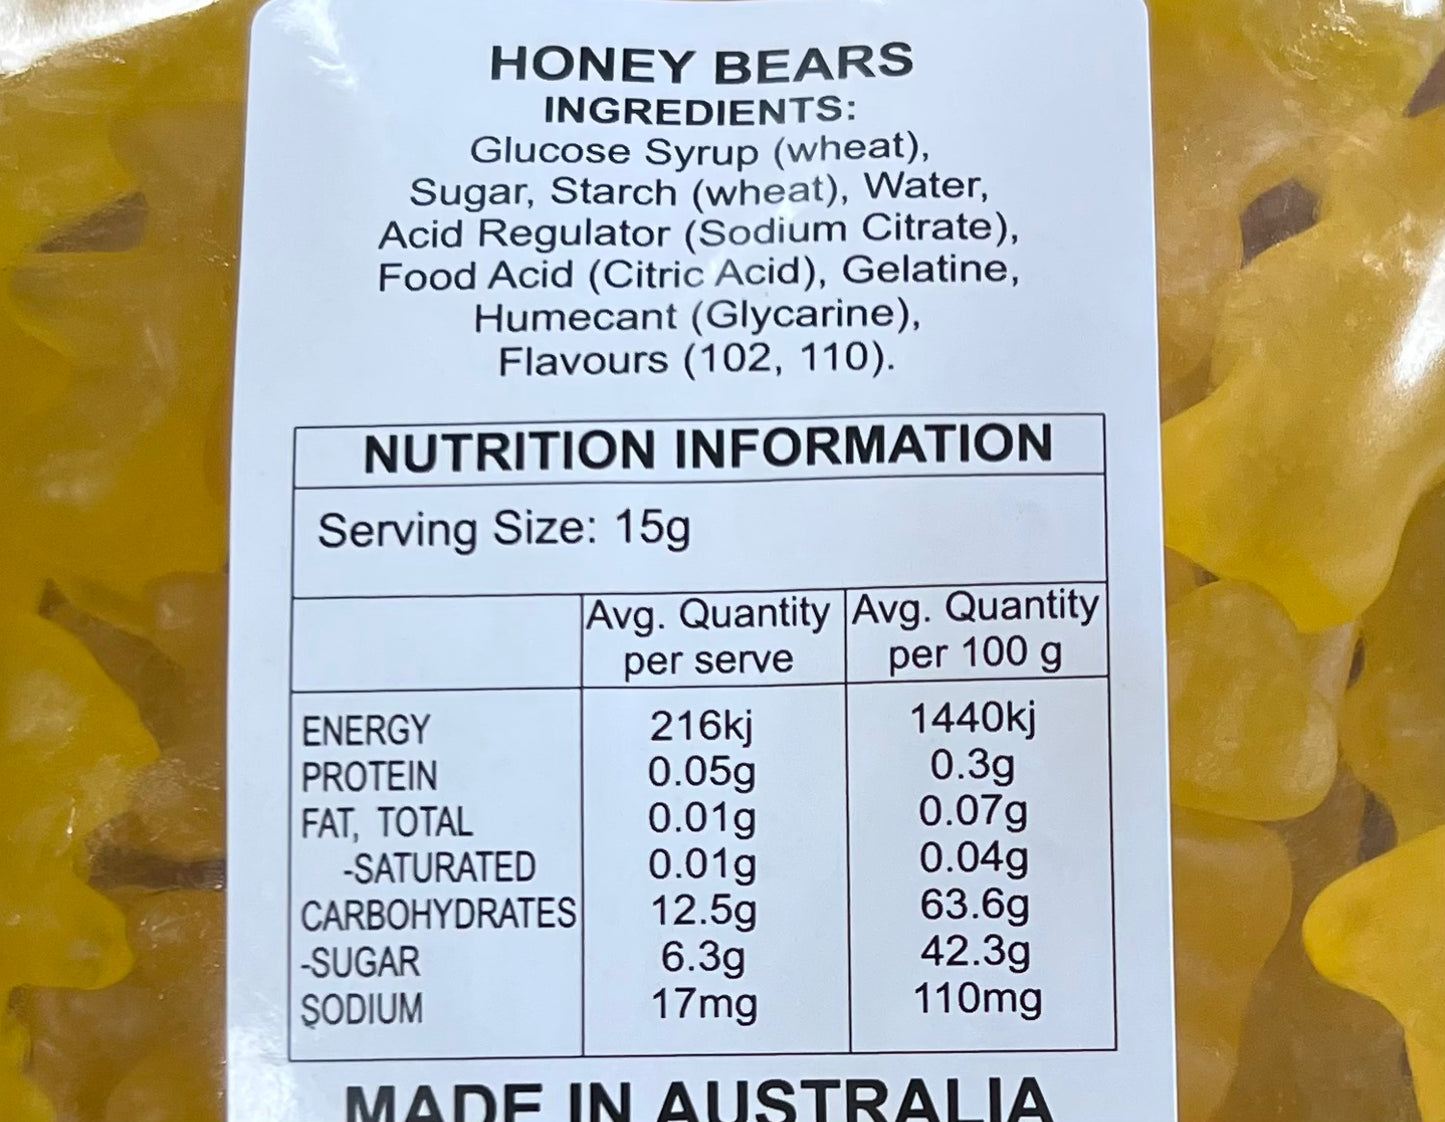 HONEY BEARS
INGREDIENTS:
Glucose Syrup (wheat),
Sugar, Starch (wheat), Water,
Acid Regulator (Sodium Citrate),
Food Acid (Citric Acid), Gelatine,
Humecant (Glycarine),
Flavours (102, 110).
NUTRITION INFORMATION
Serving Size: 15g
Avg. Quantity Avg. Quantity
per serve per 100 g
ENERGY 216kj 1440kj
PROTEIN 0.05g 0.3g
FAT, TOTAL 0.01g 0.07g
-SATURATED 0.01g 0.04g
CARBOHYDRATES 12.5g 63.6g
-SUGAR 6.3g 42.3g
SODIUM 17mg 110mg
MADE IN AUSTRALIA